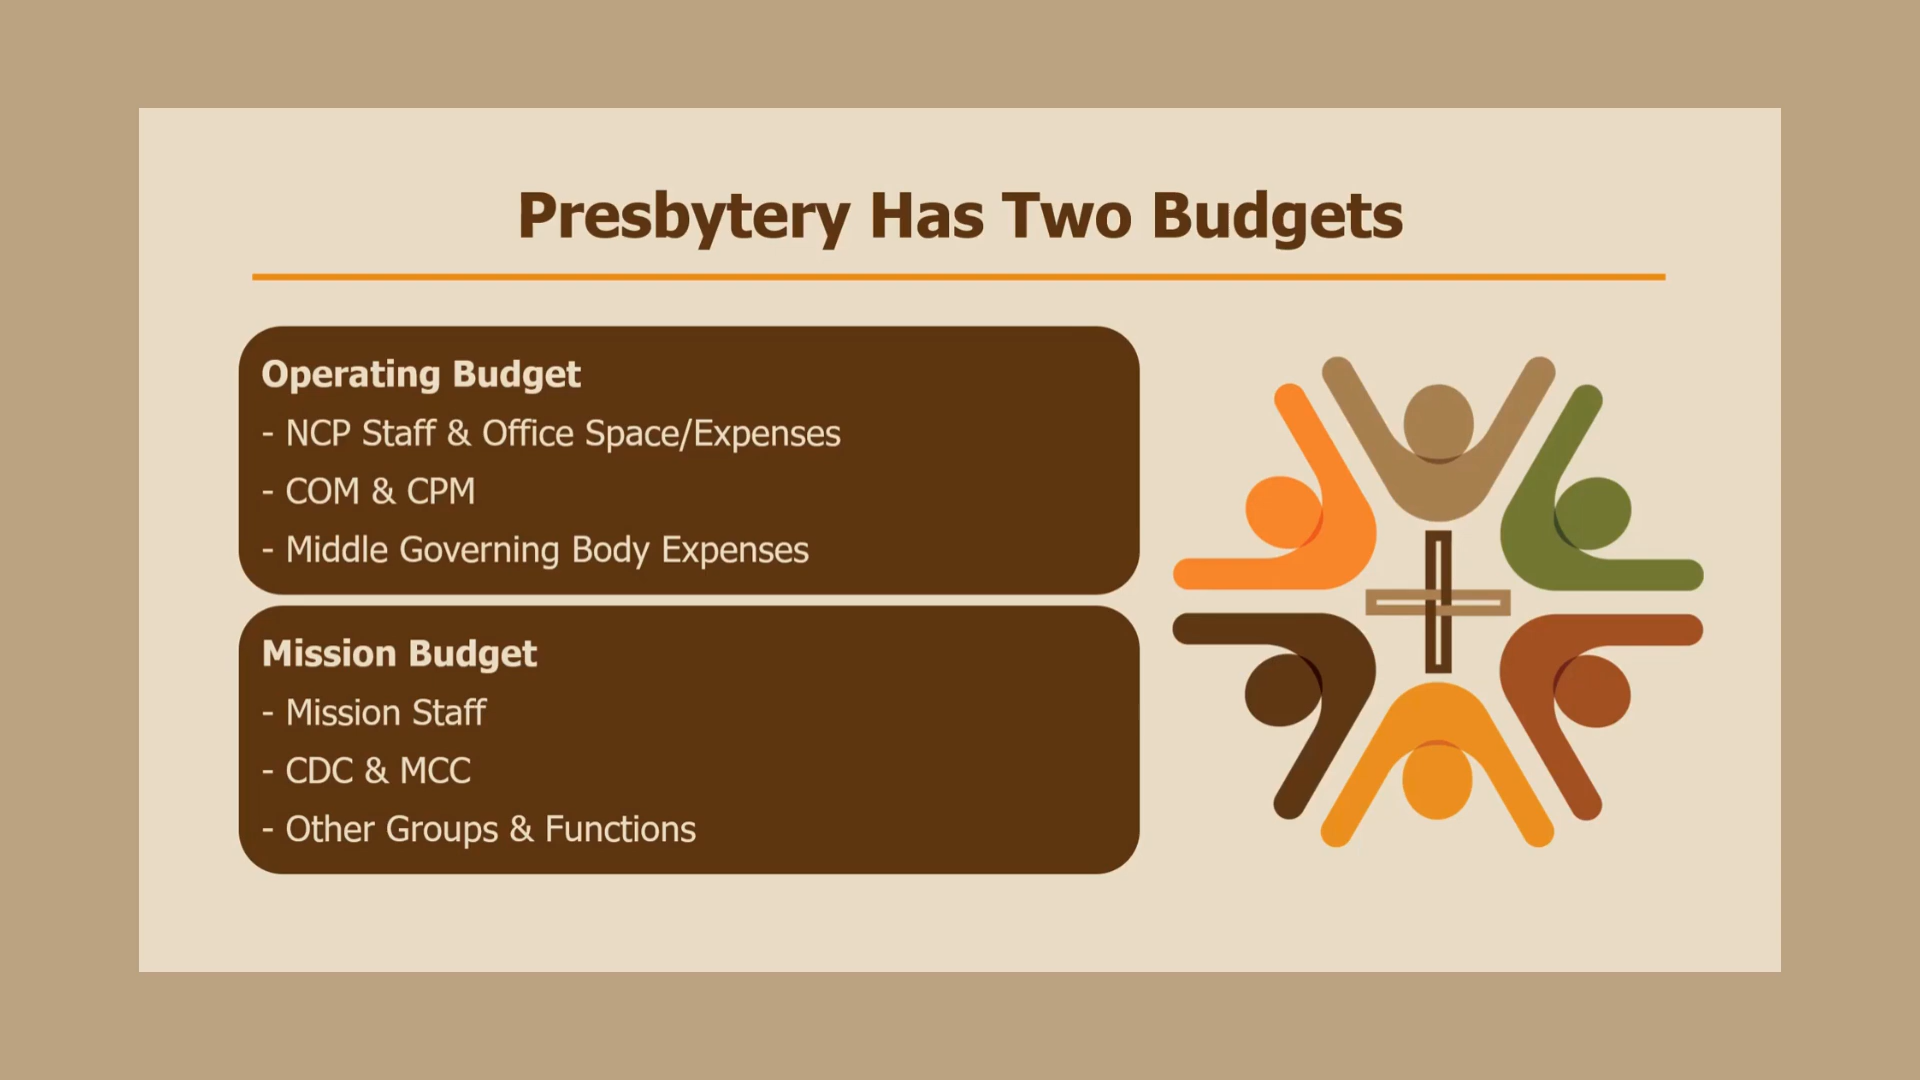 Presbytery Has Two Budgets
Operating Budget
- NCP Staff & Office Space/Expenses
- COM & CPM
- Middle Governing Body Expenses
Mission Budget
- Mission Staff
- CDC & MCC
- Other Groups & Functions